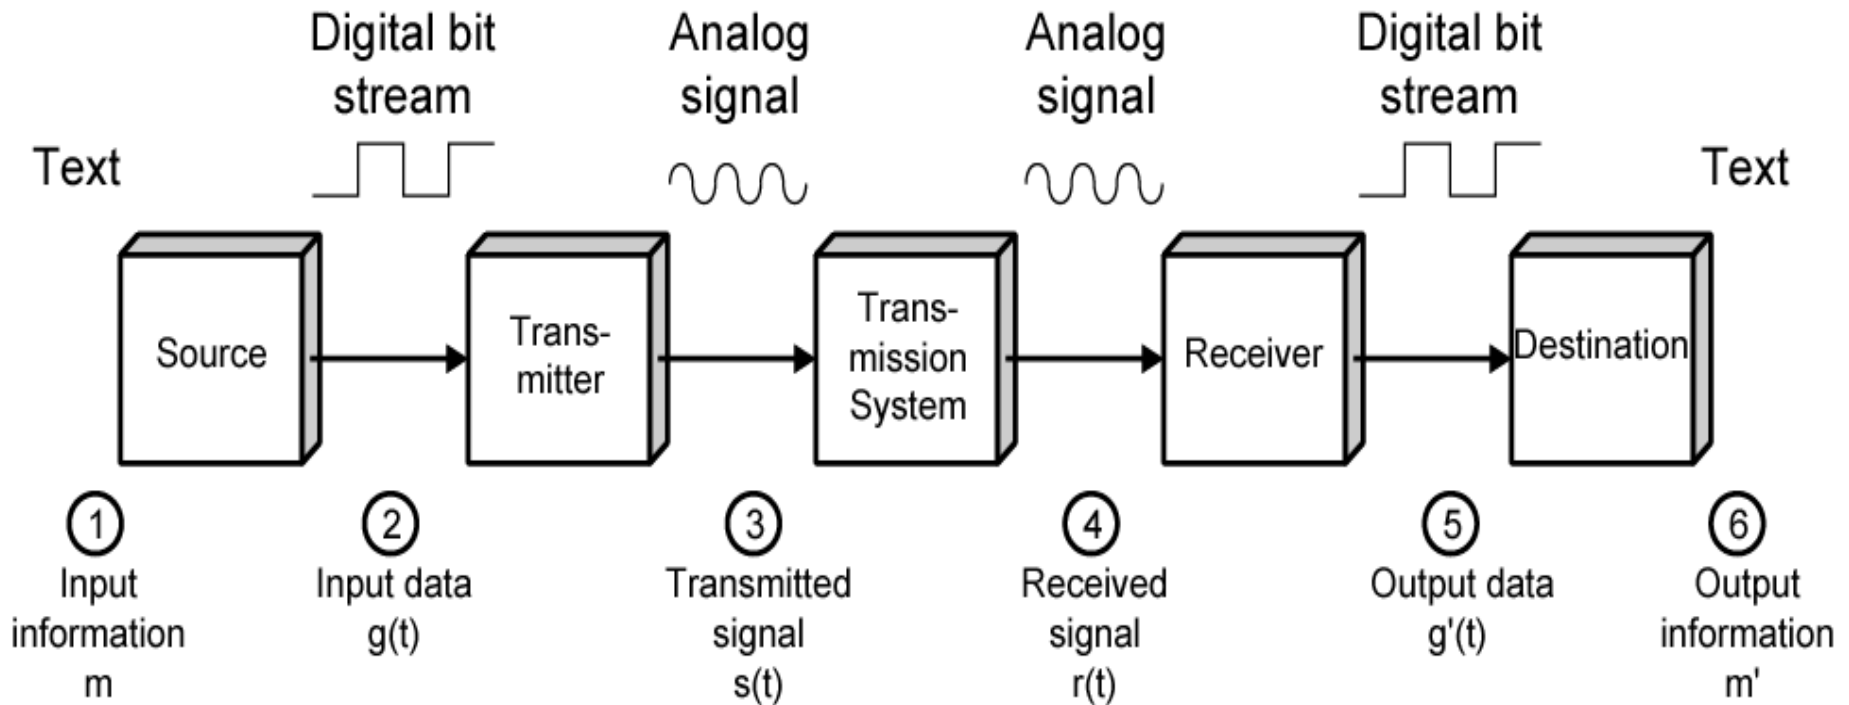 Digital bit
stream
Analog
signal
Analog
signal
Digital bit
stream
Text
Text
Source
Trans-
mitter
Trans-
mission
System
Receiver
Destination
1
Input
information
m
2
Input data
g(t)
3
Transmitted
signal
s(t)
4
Received
signal
r(t)
5
Output data
g'(t)
6
Output
information
m'